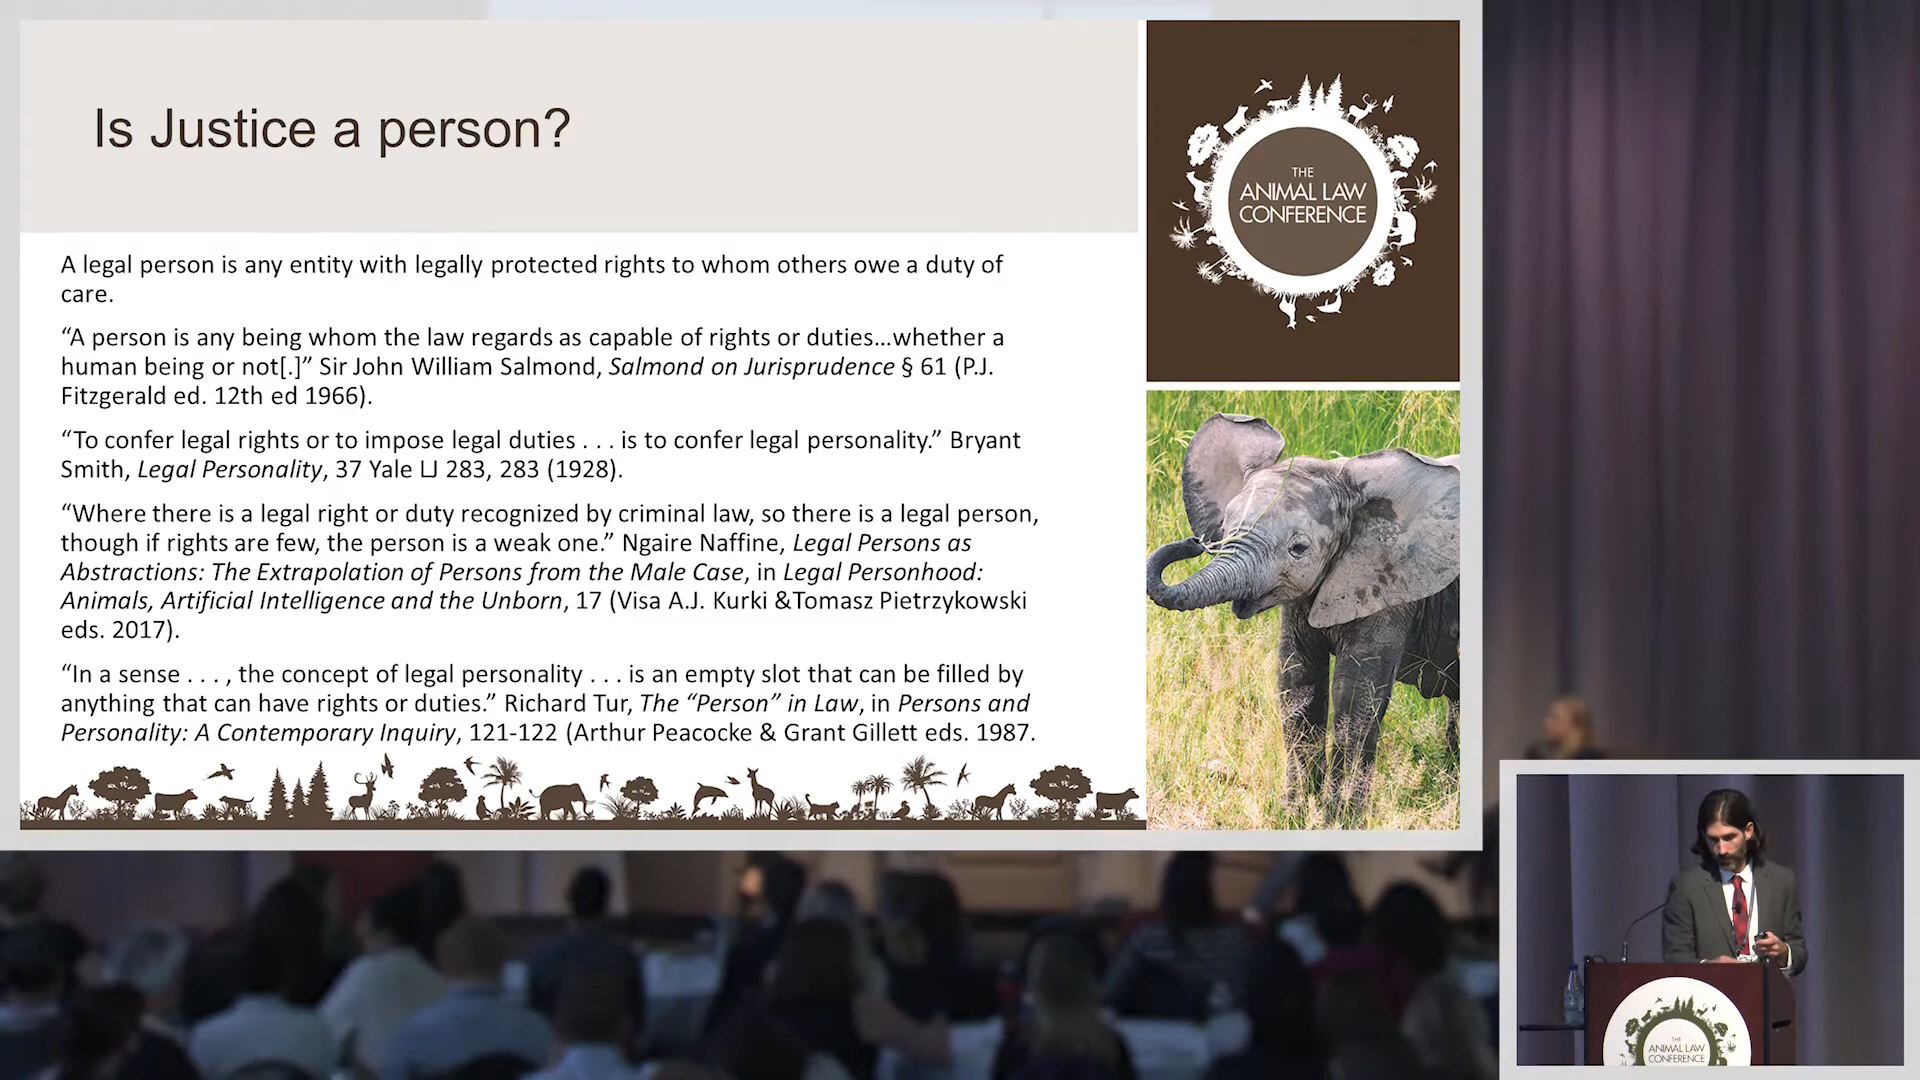 Is Justice a person?
THE
ANIMAL LAW
CONFERENCE
A legal person is any entity with legally protected rights to whom others owe a duty of
care.
“A person is any being whom the law regards as capable of rights or duties…whether a
human being or not[.]” Sir John William Salmond, Salmond on Jurisprudence § 61 (P.J.
Fitzgerald ed. 12th ed 1966).
“To confer legal rights or to impose legal duties . . . is to confer legal personality.” Bryant
Smith, Legal Personality, 37 Yale LJ 283, 283 (1928).
“Where there is a legal right or duty recognized by criminal law, so there is a legal person,
though if rights are few, the person is a weak one.” Ngaire Naffine, Legal Persons as
Abstractions: The Extrapolation of Persons from the Male Case, in Legal Personhood:
Animals, Artificial Intelligence and the Unborn, 17 (Visa A.J. Kurki &Tomasz Pietrzykowski
eds. 2017).
“In a sense . . . , the concept of legal personality . . . is an empty slot that can be filled by
anything that can have rights or duties.” Richard Tur, The “Person” in Law, in Persons and
Personality: A Contemporary Inquiry, 121-122 (Arthur Peacocke & Grant Gillett eds. 1987.
THE
ANIMAL LAW
CONFERENCE